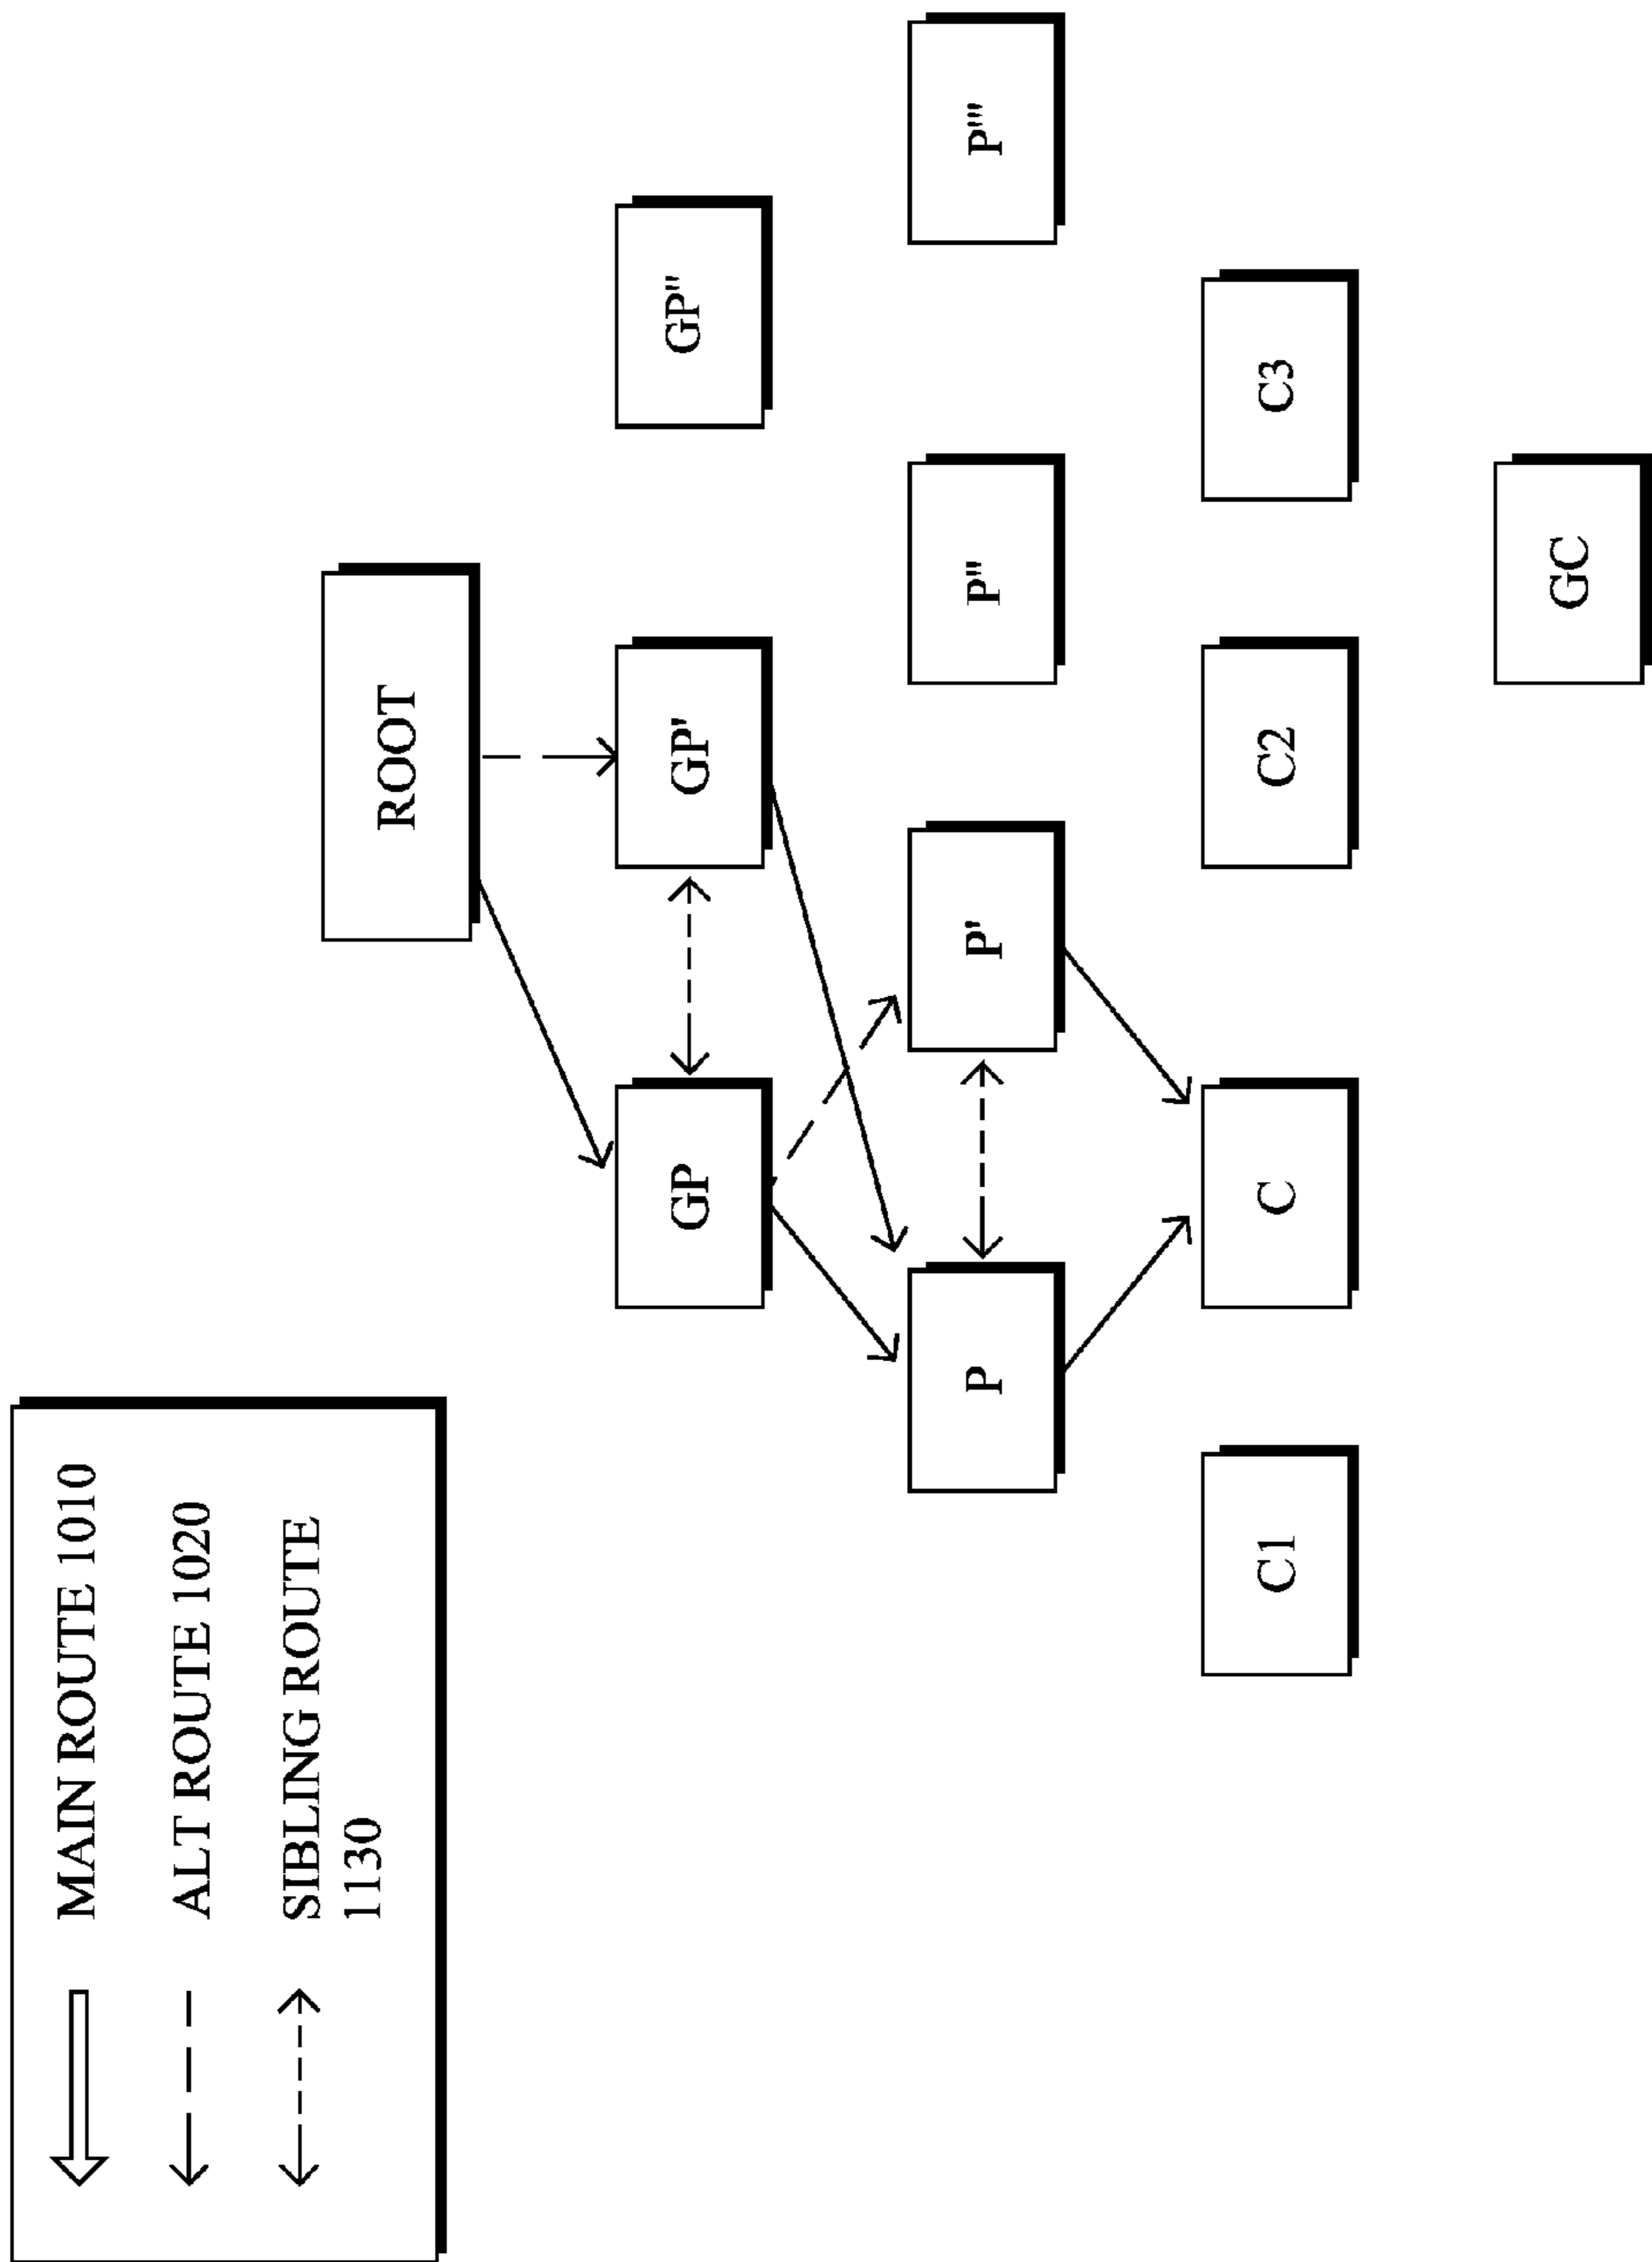 MAIN ROUTE 1010
ALT ROUTE 1020
SIBLING ROUTE
1130
ROOT
GP
GP'
GP"
P
P'
P"
P'"
C1
C
C2
C3
GC